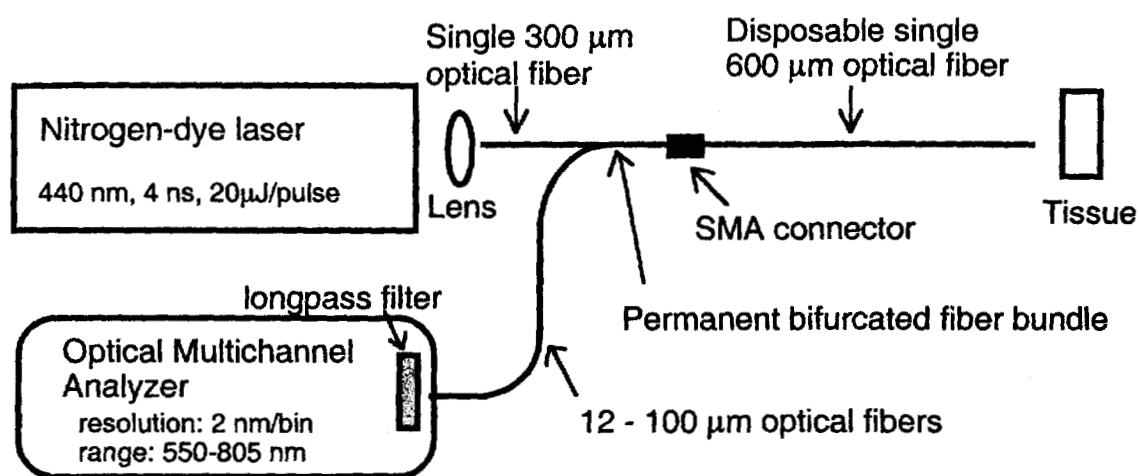 Single 300 μm
optical fiber
Disposable single
600 μm optical fiber
Nitrogen-dye laser
440 nm, 4 ns, 20μJ/pulse
Lens
SMA connector
Tissue
longpass filter
Permanent bifurcated fiber bundle
Optical Multichannel
Analyzer
resolution: 2 nm/bin
range: 550-805 nm
12 - 100 μm optical fibers